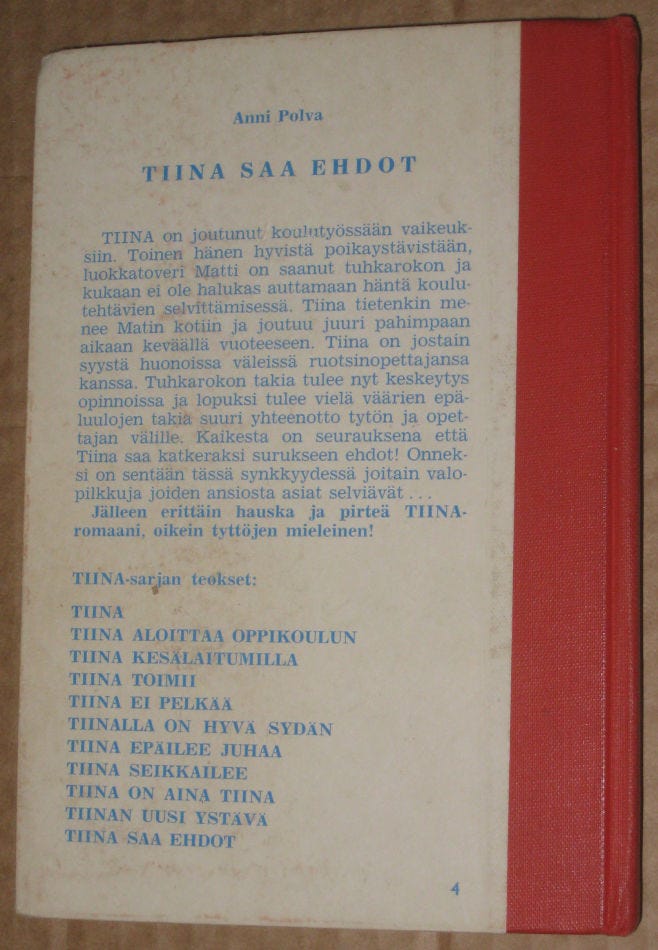 Anni Polva
TIINA SAA EHDOT
TIINA on joutunut koulutyössään vaikeuk-
siin. Toinen hänen hyvistä poikaystävistään,
luokkatoveri Matti on saanut tuhkarokon ja
kukaan ei ole halukas auttamaan häntä koulu-
tehtävien selvittämisessä. Tiina tietenkin me-
nee Matin kotiin ja joutuu juuri pahimpaan
aikaan keväällä vuoteeseen. Tiina on jostain
syystä huonoissa väleissä ruotsinopettajansa
kanssa. Tuhkarokon takia tulee nyt keskeytys
opinnoissa ja lopuksi tulee vielä väärien epä-
luulojen takia suuri yhteenotto tytön ja opet-
tajan välille. Kaikesta on seurauksena että
Tiina saa katkeraksi surukseen ehdot! Onnek-
si on sentään tässä synkkyydessä joitain valo-
pilkkuja joiden ansiosta asiat selviävät ...
Jälleen erittäin hauska ja pirteä TIINA-
romaani, oikein tyttöjen mieleinen!
TIINA-sarjan teokset:
TIINA
TIINA ALOITTAA OPPIKOULUN
TIINA KESÄLAITUMILLA
TIINA TOIMII
TIINA EI PELKÄÄ
TIINALLA ON HYVÄ SYDÄN
TIINA EPÄILEE JUHAA
TIINA SEIKKAILEE
TIINA ON AINA TIINA
TIINAN UUSI YSTÄVÄ
TIINA SAA EHDOT
4